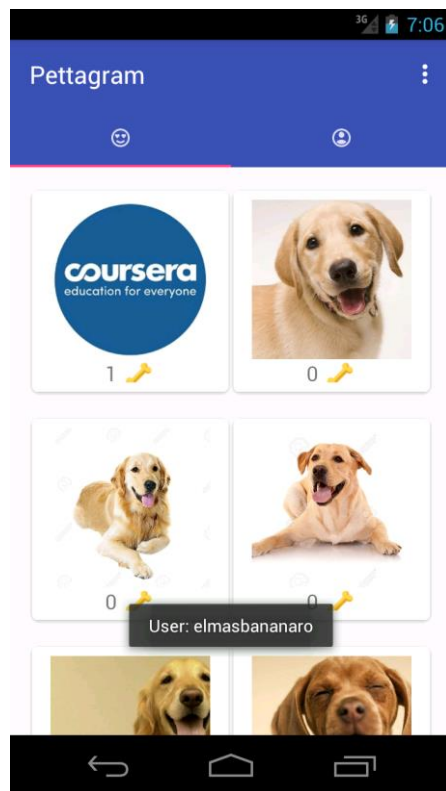 3G 7:06
Pettagram
coursera
education for everyone
1
0
0
0
User: elmasbananaro